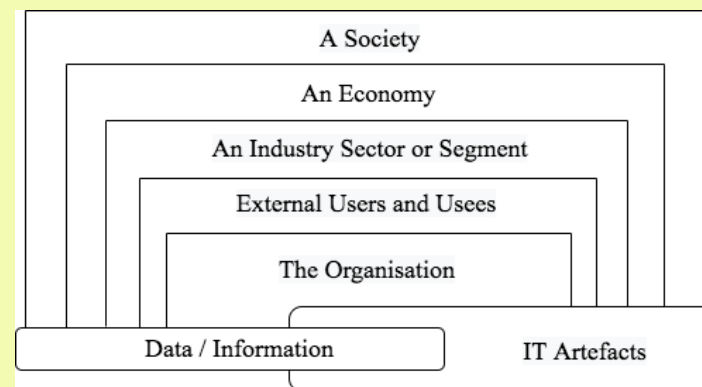 A Society
An Economy
An Industry Sector or Segment
External Users and Usees
The Organisation
Data / Information
IT Artefacts